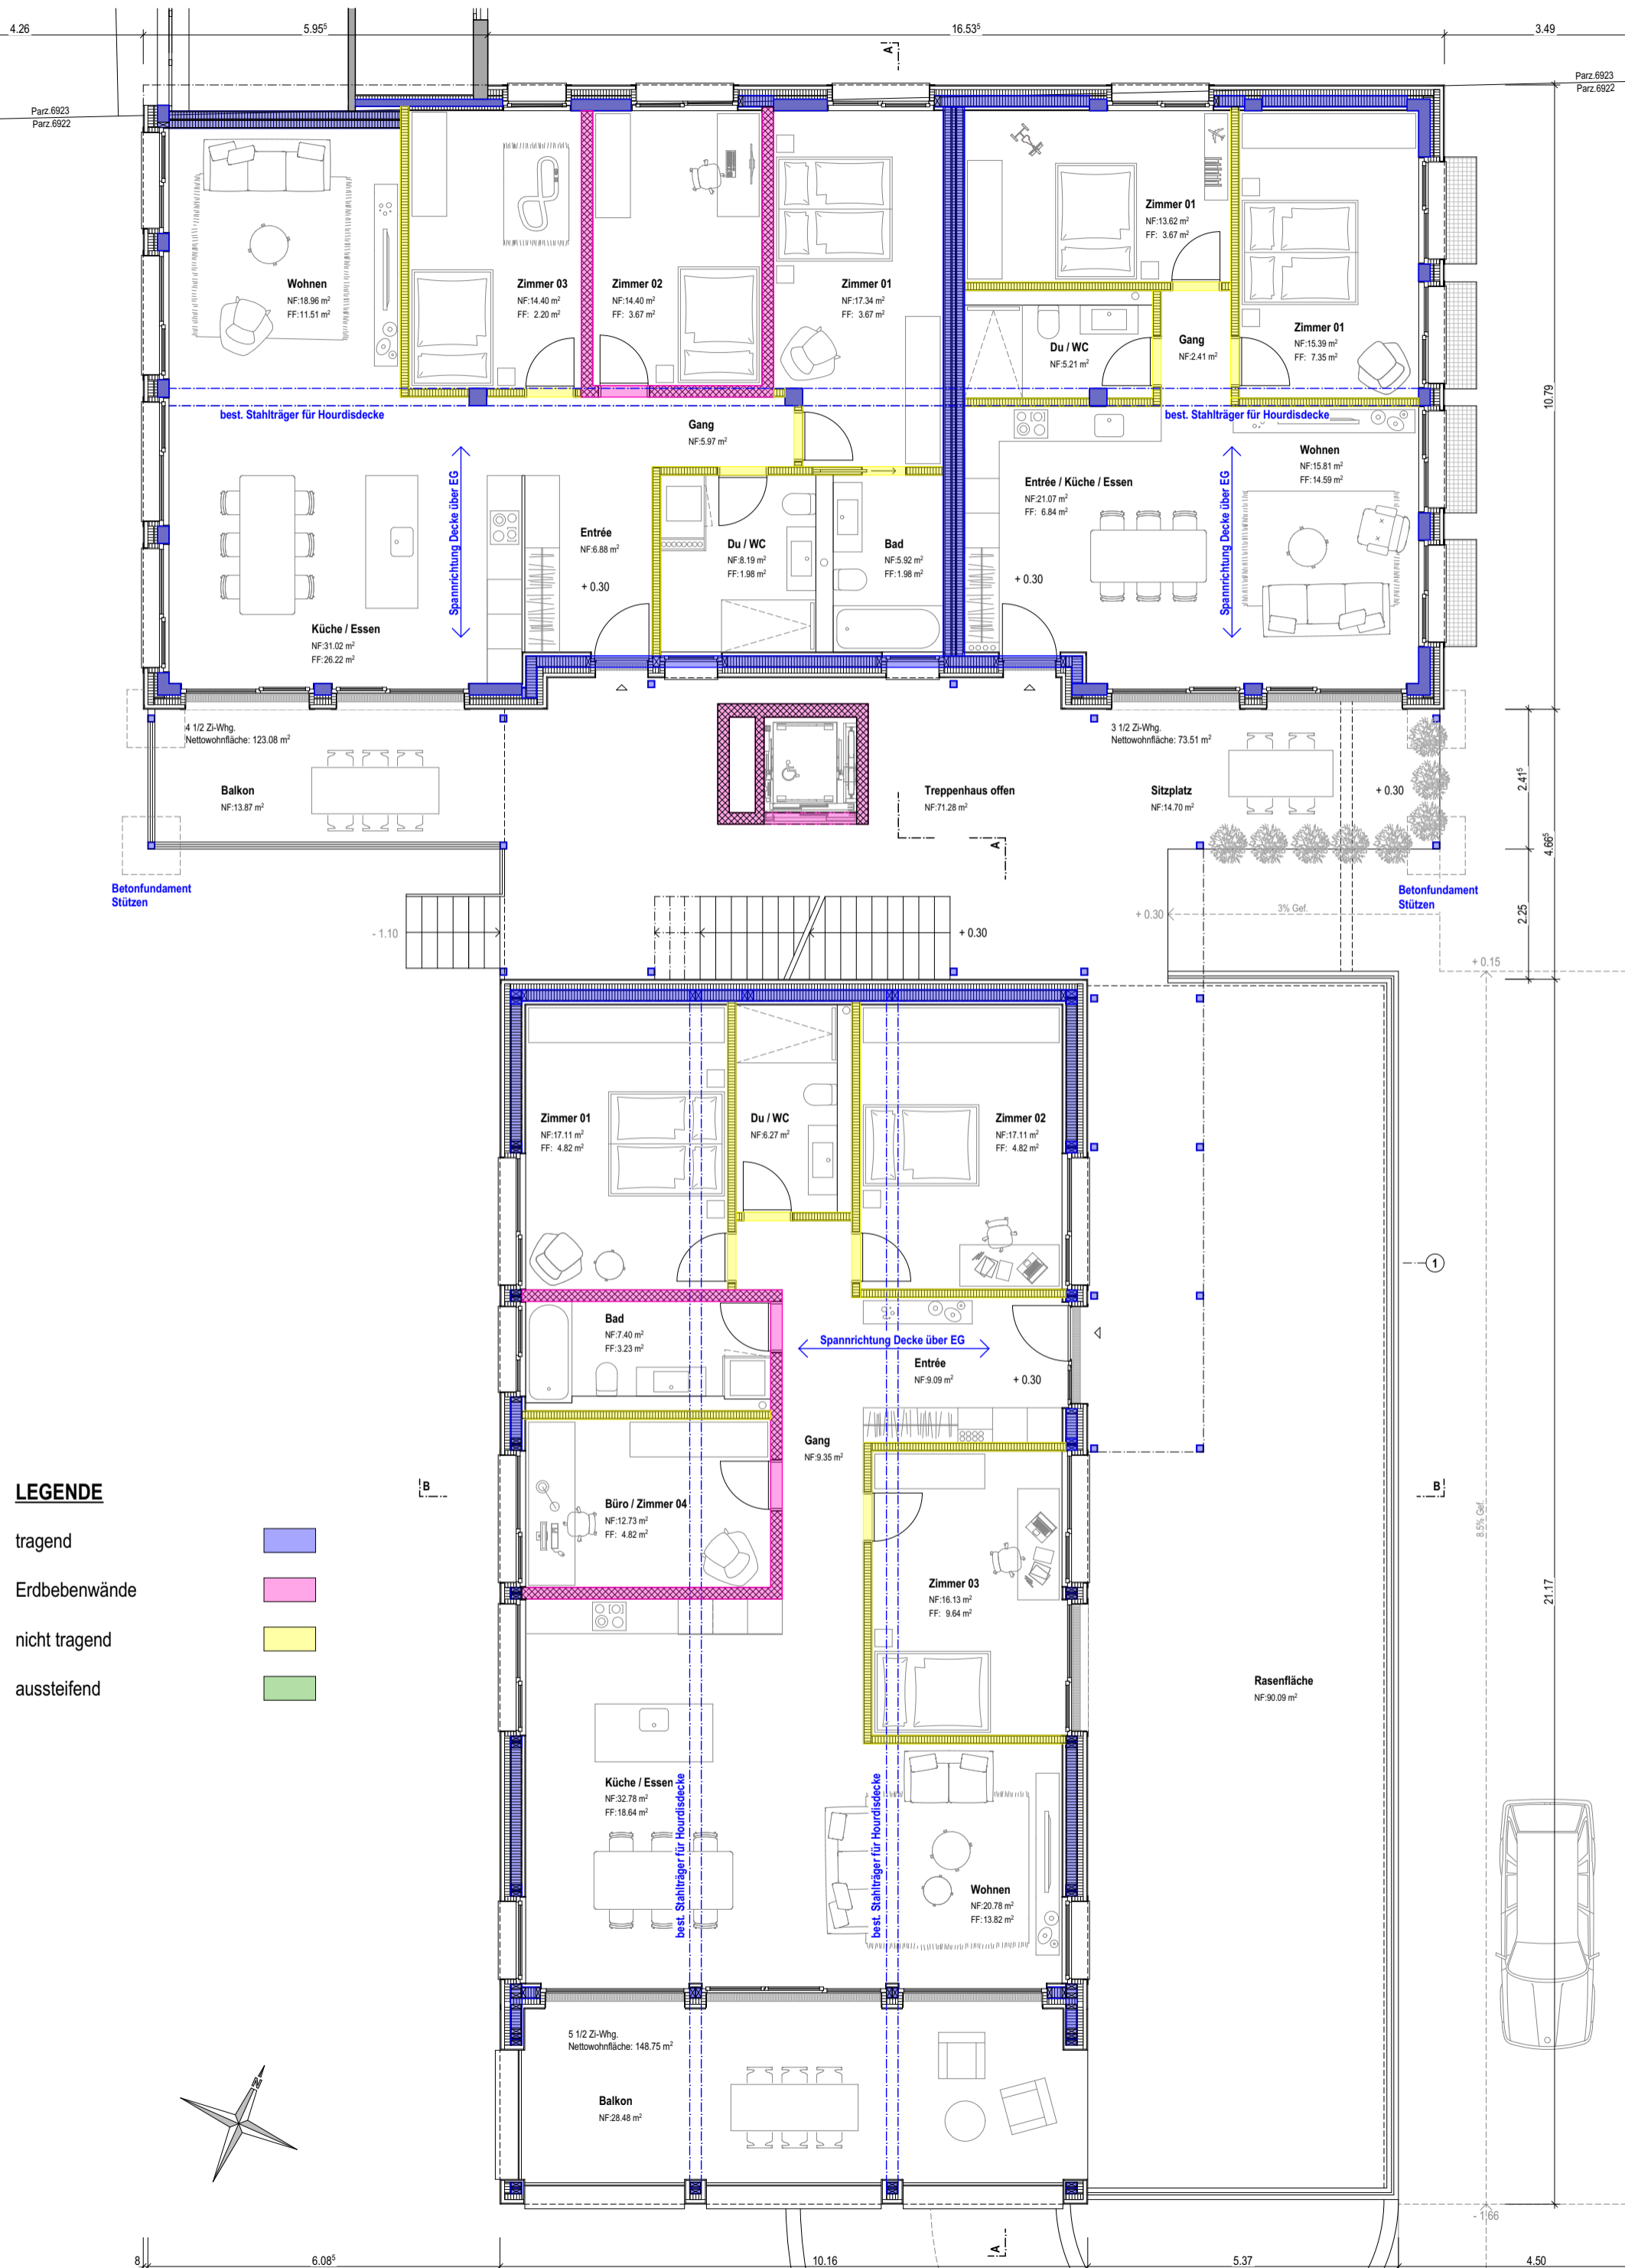 4.26
5.95⁵
16.53⁵
3.49
A
Parz.6923
Parz.6922
Parz.6923
Parz.6922
Wohnen
NF:18.96 m²
FF:11.51 m²
Zimmer 03
NF:14.40 m²
FF: 2.20 m²
Zimmer 02
NF:14.40 m²
FF: 3.67 m²
Zimmer 01
NF:17.34 m²
FF: 3.67 m²
Zimmer 01
NF:13.62 m²
FF: 3.67 m²
Zimmer 01
NF:15.39 m²
FF: 7.35 m²
Du / WC
NF:5.21 m²
Gang
NF:2.41 m²
10.79
best. Stahlträger für Hourdisdecke
best. Stahlträger für Hourdisdecke
Gang
NF:5.97 m²
Spannrichtung Decke über EG
Spannrichtung Decke über EG
Wohnen
NF:15.81 m²
FF:14.59 m²
Entrée / Küche / Essen
NF:21.07 m²
FF: 6.84 m²
Entrée
NF:6.88 m²
+ 0.30
Du / WC
NF:8.19 m²
FF:1.98 m²
Bad
NF:5.92 m²
FF:1.98 m²
+ 0.30
Küche / Essen
NF:31.02 m²
FF:26.22 m²
4 1/2 Zi-Whg.
Nettowohnfläche: 123.08 m²
3 1/2 Zi-Whg.
Nettowohnfläche: 73.51 m²
Balkon
NF:13.87 m²
Treppenhaus offen
NF:71.28 m²
Sitzplatz
NF:14.70 m²
+ 0.30
2.41⁵
4.66⁵
2.25
A
Betonfundament
Stützen
Betonfundament
Stützen
- 1.10
+ 0.30
+ 0.30
3% Gef.
+ 0.15
Zimmer 01
NF:17.11 m²
FF: 4.82 m²
Du / WC
NF:6.27 m²
Zimmer 02
NF:17.11 m²
FF: 4.82 m²
1
Bad
NF:7.40 m²
FF:3.23 m²
Spannrichtung Decke über EG
Entrée
NF:9.09 m²
+ 0.30
Gang
NF:9.35 m²
B
B
8.5% Gef.
LEGENDE
tragend
Erdbebenwände
nicht tragend
aussteifend
Büro / Zimmer 04
NF:12.73 m²
FF: 4.82 m²
Zimmer 03
NF:16.13 m²
FF: 9.64 m²
21.17
Rasenfläche
NF:90.09 m²
Küche / Essen
NF:32.78 m²
FF:18.64 m²
best. Stahlträger für Hourdisdecke
best. Stahlträger für Hourdisdecke
Wohnen
NF:20.78 m²
FF:13.82 m²
5 1/2 Zi-Whg.
Nettowohnfläche: 148.75 m²
Balkon
NF:28.48 m²
N
- 1.66
A
8
6.08⁵
10.16
5.37
4.50